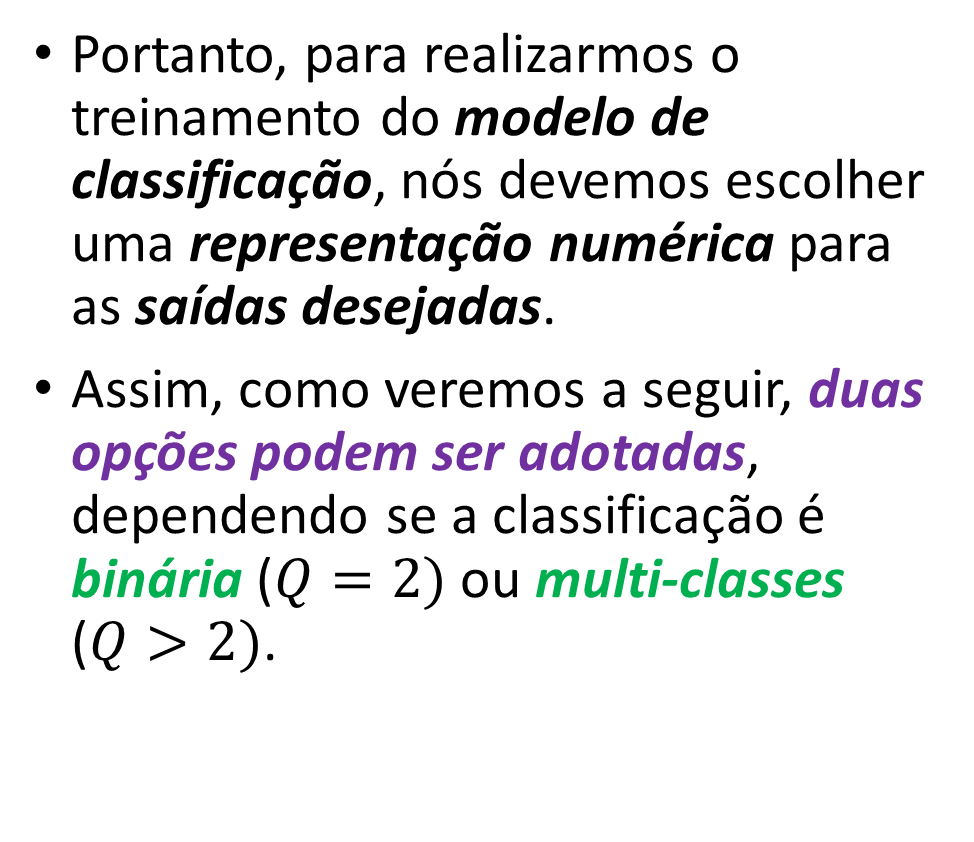 • Portanto, para realizarmos o
treinamento do modelo de
classificação, nós devemos escolher
uma representação numérica para
as saídas desejadas.
• Assim, como veremos a seguir, duas
opções podem ser adotadas,
dependendo se a classificação é
binária (𝑄 = 2) ou multi-classes
(𝑄 > 2).